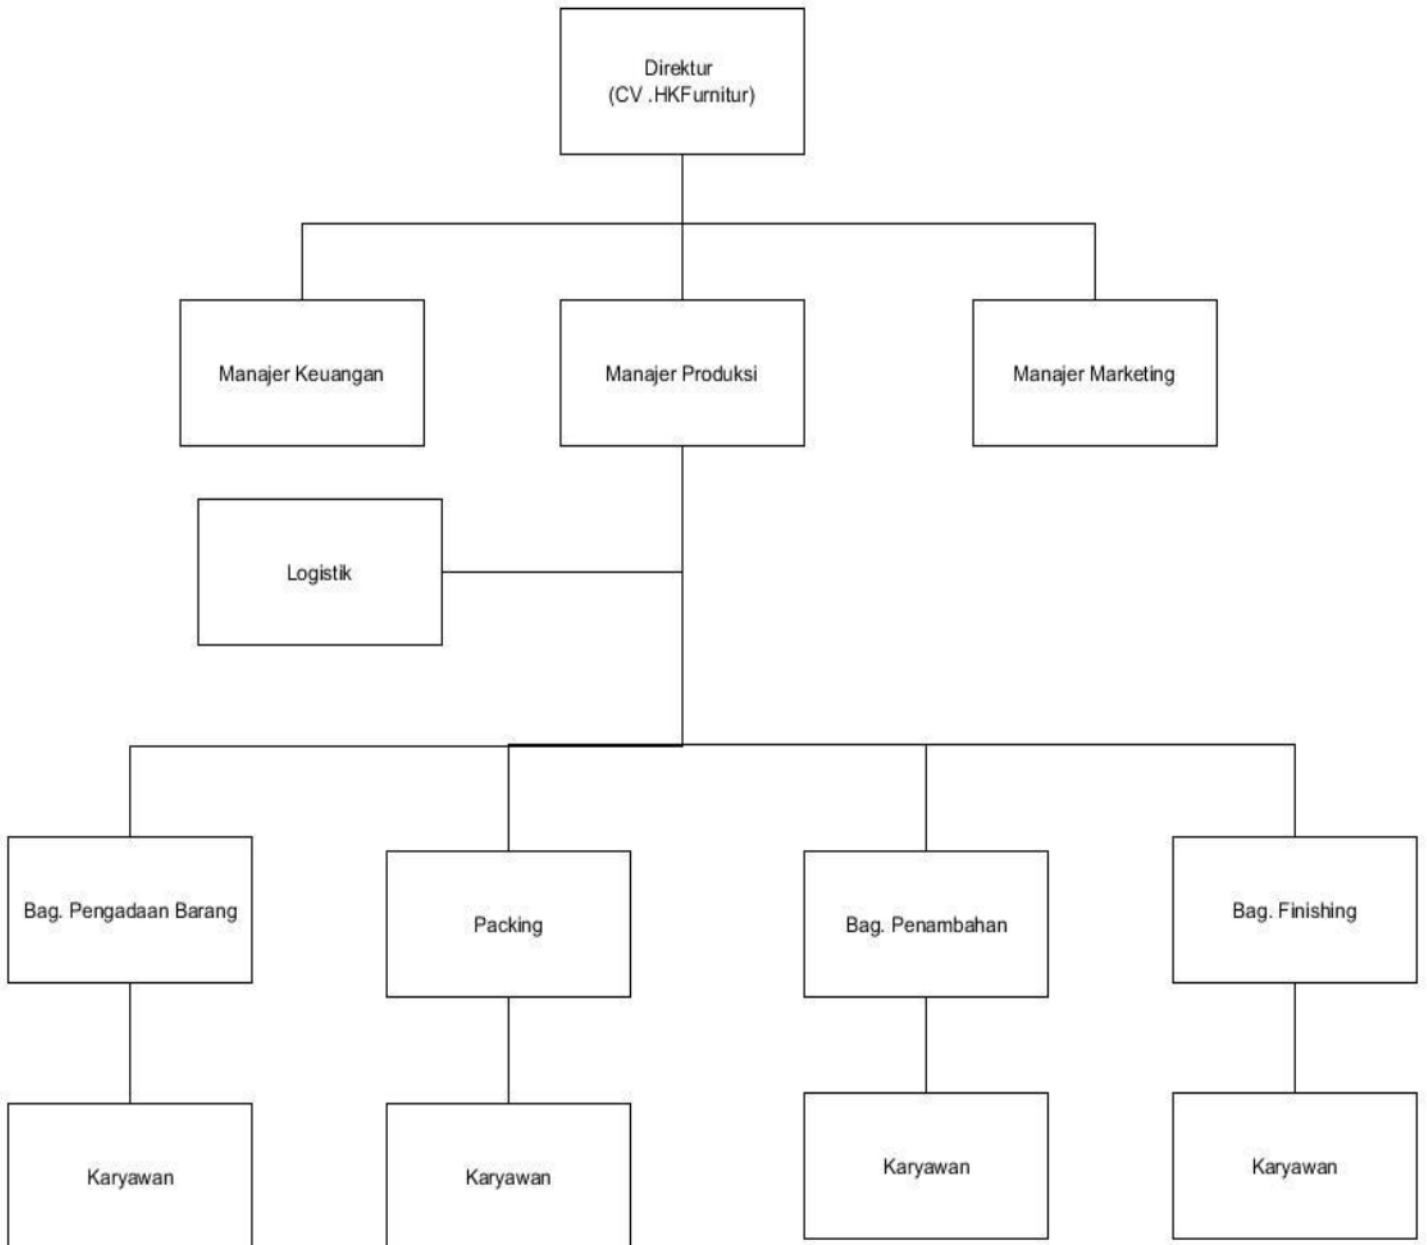 Direktur
(CV .HKFurnitur)
Manajer Keuangan
Manajer Produksi
Manajer Marketing
Logistik
Bag. Pengadaan Barang
Packing
Bag. Penambahan
Bag. Finishing
Karyawan
Karyawan
Karyawan
Karyawan